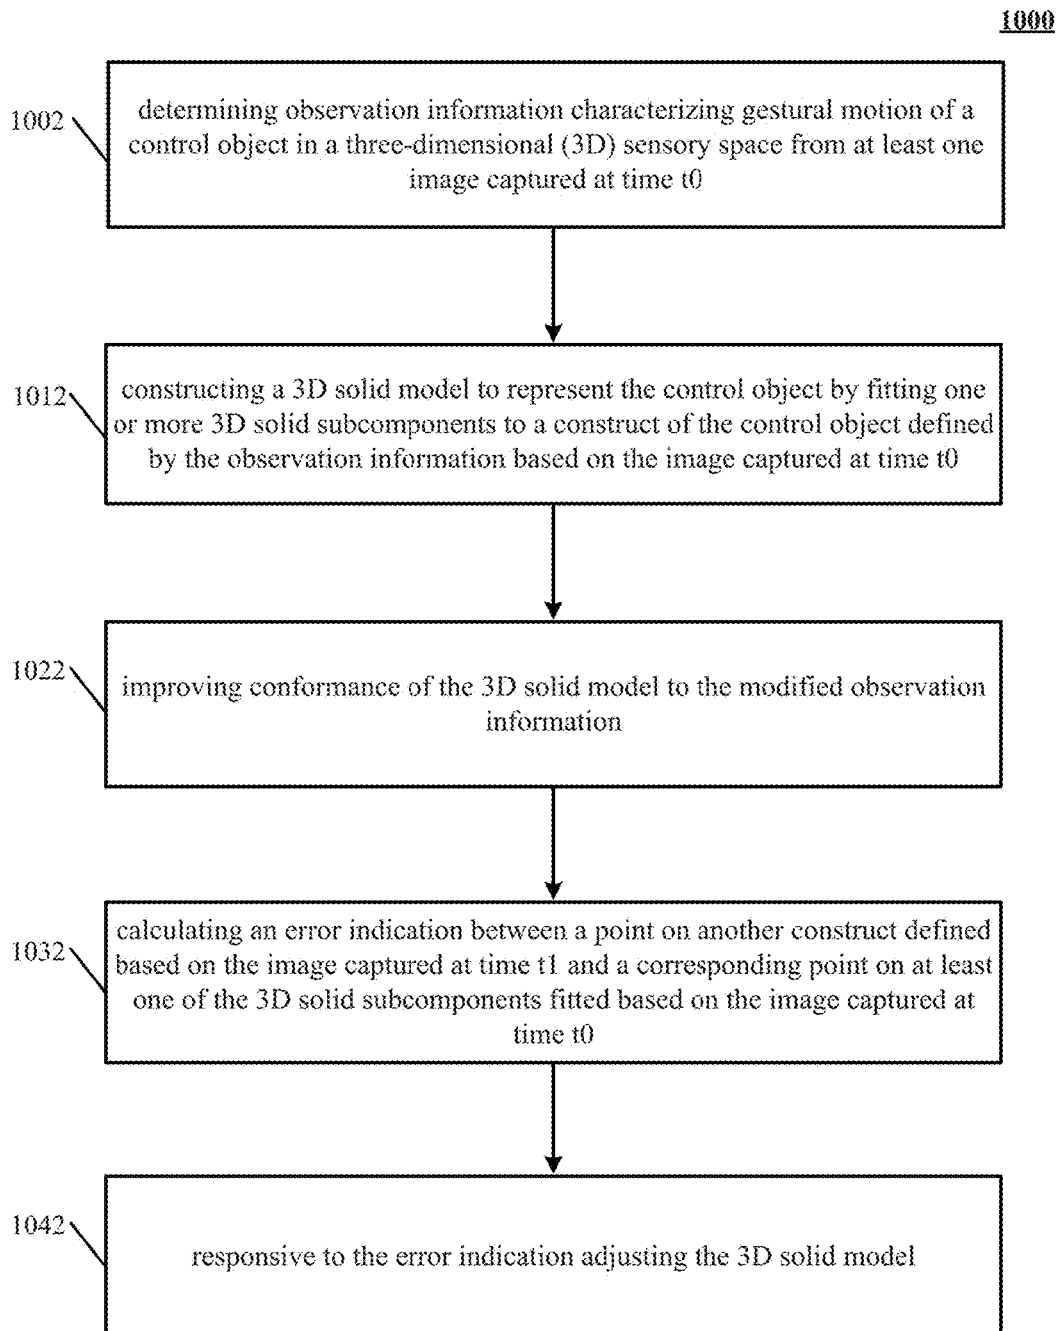 1000
1002
determining observation information characterizing gestural motion of a
control object in a three-dimensional (3D) sensory space from at least one
image captured at time t0
1012
constructing a 3D solid model to represent the control object by fitting one
or more 3D solid subcomponents to a construct of the control object defined
by the observation information based on the image captured at time t0
1022
improving conformance of the 3D solid model to the modified observation
information
1032
calculating an error indication between a point on another construct defined
based on the image captured at time t1 and a corresponding point on at least
one of the 3D solid subcomponents fitted based on the image captured at
time t0
1042
responsive to the error indication adjusting the 3D solid model